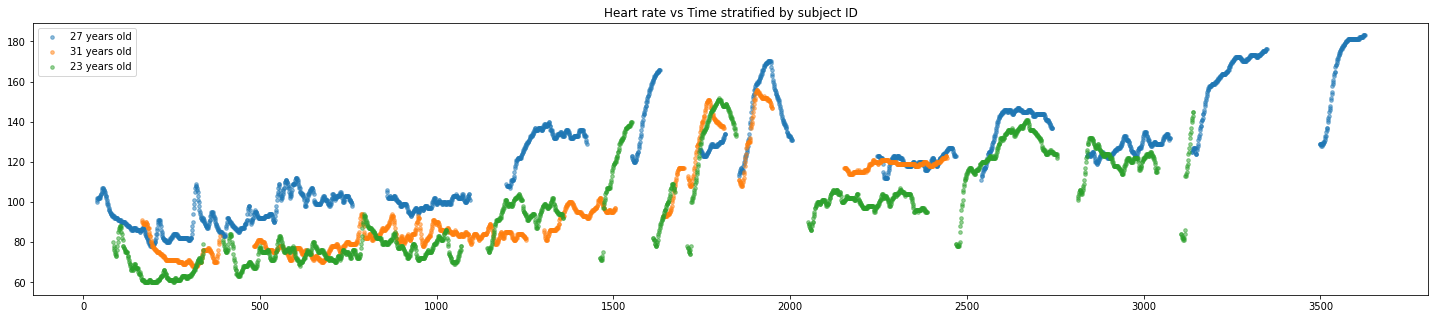 Heart rate vs Time stratified by subject ID
27 years old
31 years old
23 years old
180
160
140
120
100
80
60
0 500 1000 1500 2000 2500 3000 3500